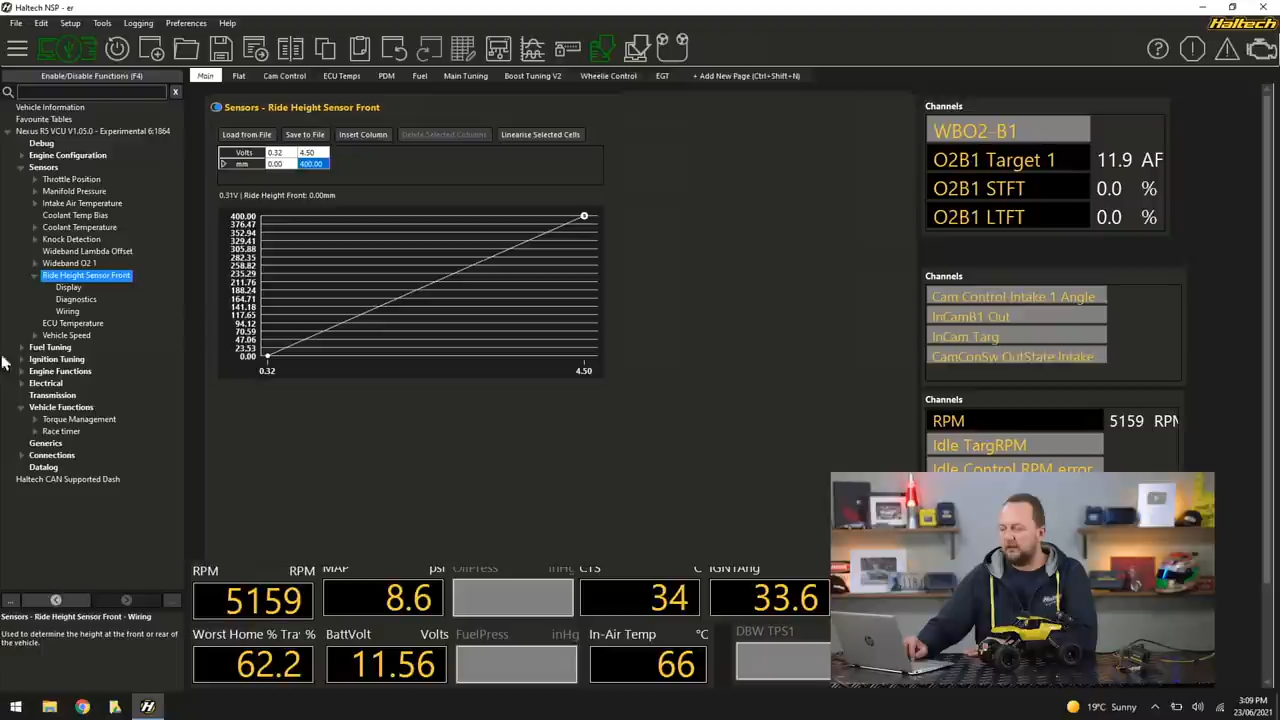 Haltech NSP - er
File Edit Setup Tools Logging Preferences Help
Haltech
Enable/Disable Functions (F4)
Main Flat Cam Control ECU Temps PDM Fuel Main Tuning Boost Tuning V2 Wheelie Control EGT + Add New Page (Ctrl+Shift+N)
x
Vehicle Information
Favourite Tables
Nexus R5 VCU V1.05.0 - Experimental 6:1864
Debug
Engine Configuration
Sensors
Throttle Position
Manifold Pressure
Intake Air Temperature
Coolant Temp Bias
Coolant Temperature
Knock Detection
Wideband Lambda Offset
Wideband O2 1
Ride Height Sensor Front
Display
Diagnostics
Wiring
ECU Temperature
Vehicle Speed
Fuel Tuning
Ignition Tuning
Engine Functions
Electrical
Transmission
Vehicle Functions
Torque Management
Race timer
Generics
Connections
Datalog
Haltech CAN Supported Dash
...
Sensors - Ride Height Sensor Front - Wiring
Used to determine the height at the front or rear of
the vehicle.
Sensors - Ride Height Sensor Front
Load from File Save to File Insert Column Delete Selected Columns Linearise Selected Cells
Volts 0.32 4.50
mm 0.00 400.00
0.31V | Ride Height Front: 0.00mm
400.00
376.47
352.94
329.41
305.88
282.35
258.82
235.29
211.76
188.24
164.71
141.18
117.65
94.12
70.59
47.06
23.53
0.00
0.32 4.50
Channels
WBO2-B1
O2B1 Target 1 11.9 AF
O2B1 STFT 0.0 %
O2B1 LTFT 0.0 %
Channels
Cam Control Intake 1 Angle
InCamB1 Out
InCam Targ
CamConSw OutState Intake
Channels
RPM 5159 RPM
Idle TargRPM
Idle Control RPM error
RPM RPM MAP psi OilPress inHg CTS C IGNTAng
5159 8.6 34 33.6
Worst Home % Tra' % BattVolt Volts FuelPress inHg In-Air Temp °C DBW TPS1
62.2 11.56 66
19°C Sunny
3:09 PM
23/06/2021